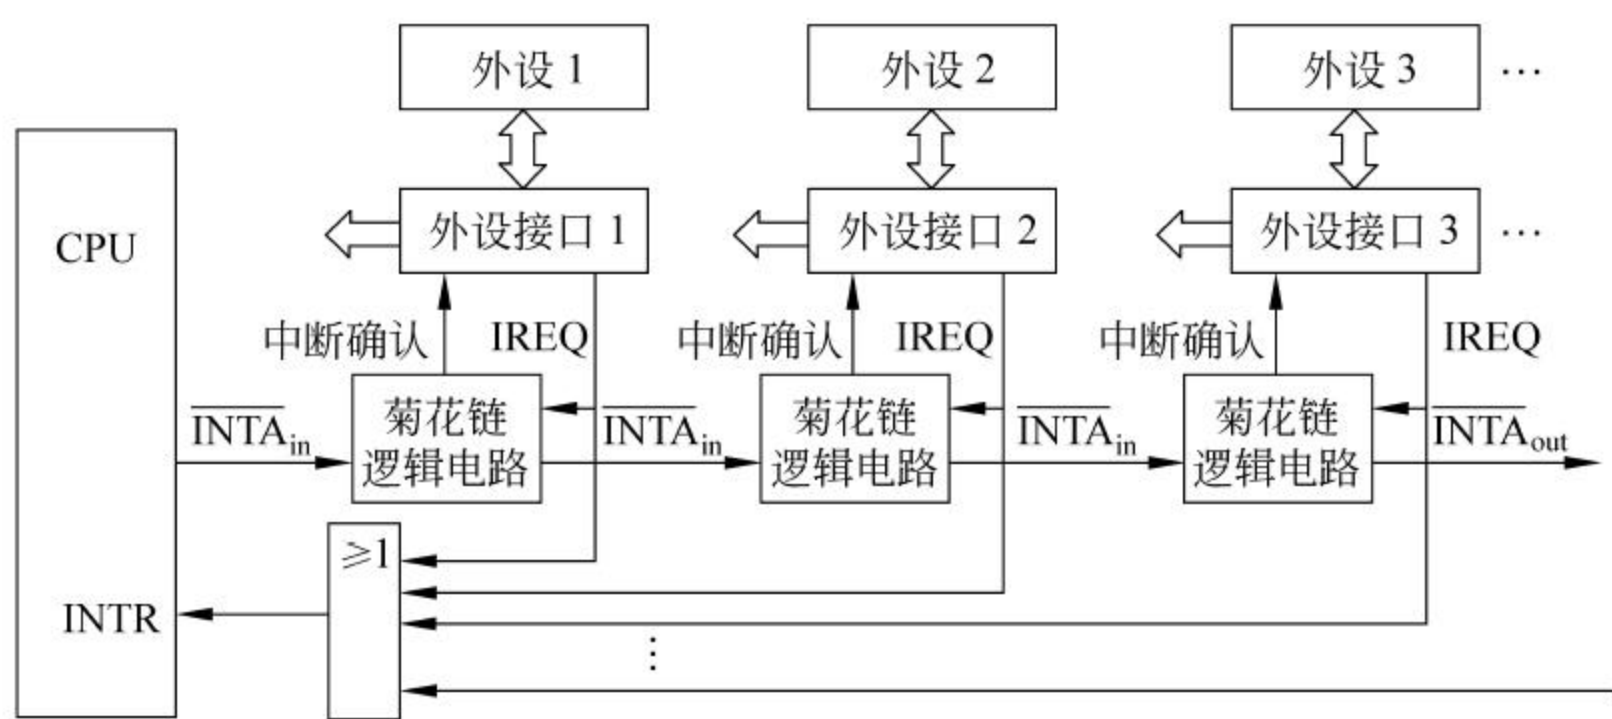 外设 1
外设 2
外设 3
…
CPU
外设接口 1
外设接口 2
外设接口 3
…
中断确认
IREQ
中断确认
IREQ
中断确认
IREQ
INTAin
菊花链
逻辑电路
INTAin
菊花链
逻辑电路
INTAin
菊花链
逻辑电路
INTAout
≥1
INTR
⋮